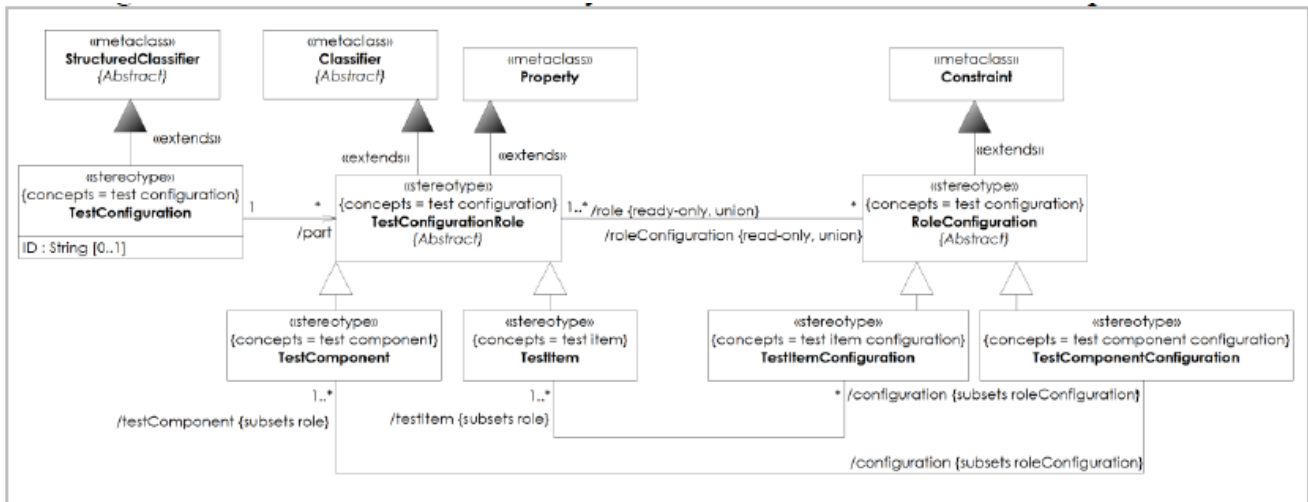 «metaclass»
StructuredClassifier
{Abstract}
«metaclass»
Classifier
{Abstract}
«metaclass»
Property
«metaclass»
Constraint
«extends»
«extends»
«extends»
«extends»
«stereotype»
{concepts = test configuration}
TestConfiguration
ID : String [0..1]
1
*
/part
«stereotype»
{concepts = test configuration}
TestConfigurationRole
{Abstract}
1..* /role {ready-only, union}
*
/roleConfiguration {read-only, union}
«stereotype»
{concepts = test configuration}
RoleConfiguration
{Abstract}
«stereotype»
{concepts = test component}
TestComponent
«stereotype»
{concepts = test item}
TestItem
«stereotype»
{concepts = test item configuration}
TestItemConfiguration
«stereotype»
{concepts = test component configuration}
TestComponentConfiguration
1..*
/testComponent {subsets role}
1..*
/testItem {subsets role}
* /configuration {subsets roleConfiguration}
/configuration {subsets roleConfiguration}